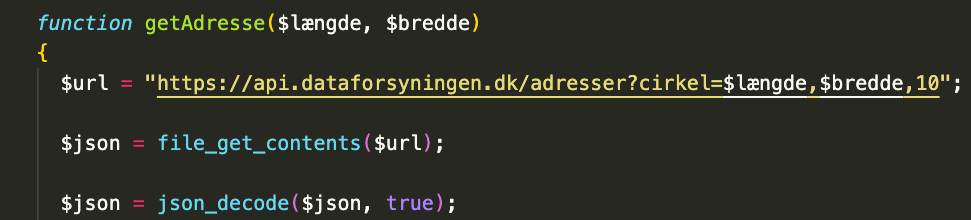 function getAdresse($længde, $bredde)
{
$url = "https://api.dataforsyningen.dk/adresser?cirkel=$længde,$bredde,10";
$json = file_get_contents($url);
$json = json_decode($json, true);